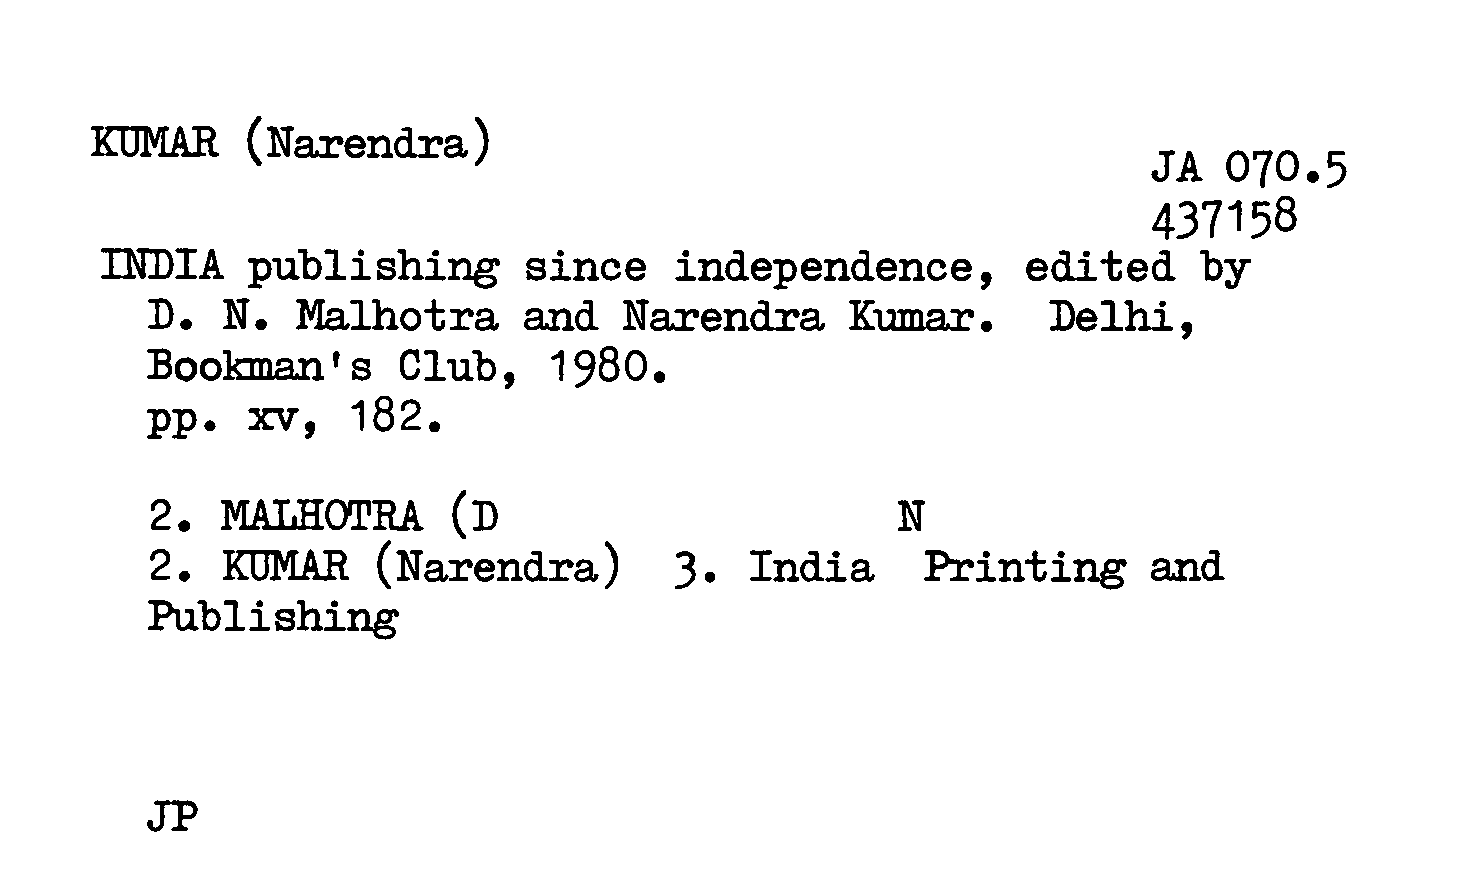 KUMAR (Narendra)
JA 070.5
437158
INDIA publishing since independence, edited by
D. N. Malhotra and Narendra Kumar. Delhi,
Bookman's Club, 1980.
pp. xv, 182.
2. MALHOTRA (D N
2. KUMAR (Narendra) 3. India Printing and
Publishing
JP